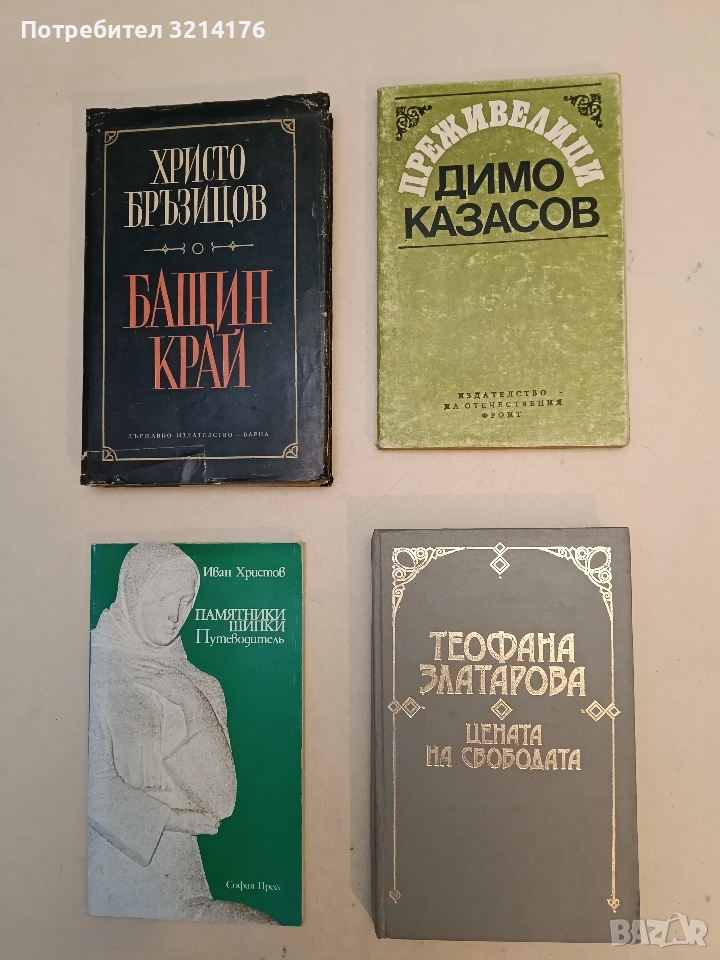 Потребител 3214176
ХРИСТО
БРЪЗИЦОВ
БАЩИН
КРАЙ
ДЪРЖАВНО ИЗДАТЕЛСТВО — ВАРНА
ПРЕЖИВЕЛИЦИ
ДИМО
КАЗАСОВ
ИЗДАТЕЛСТВО
НА ОТЕЧЕСТВЕНИЯ
ФРОНТ
Иван Христов
ПАМЯТНИКИ
ШИПКИ
Путеводитель
София Пресс
ТЕОФАНА
ЗЛАТАРОВА
ЦЕНАТА
НА СВОБОДАТА
BAZAR